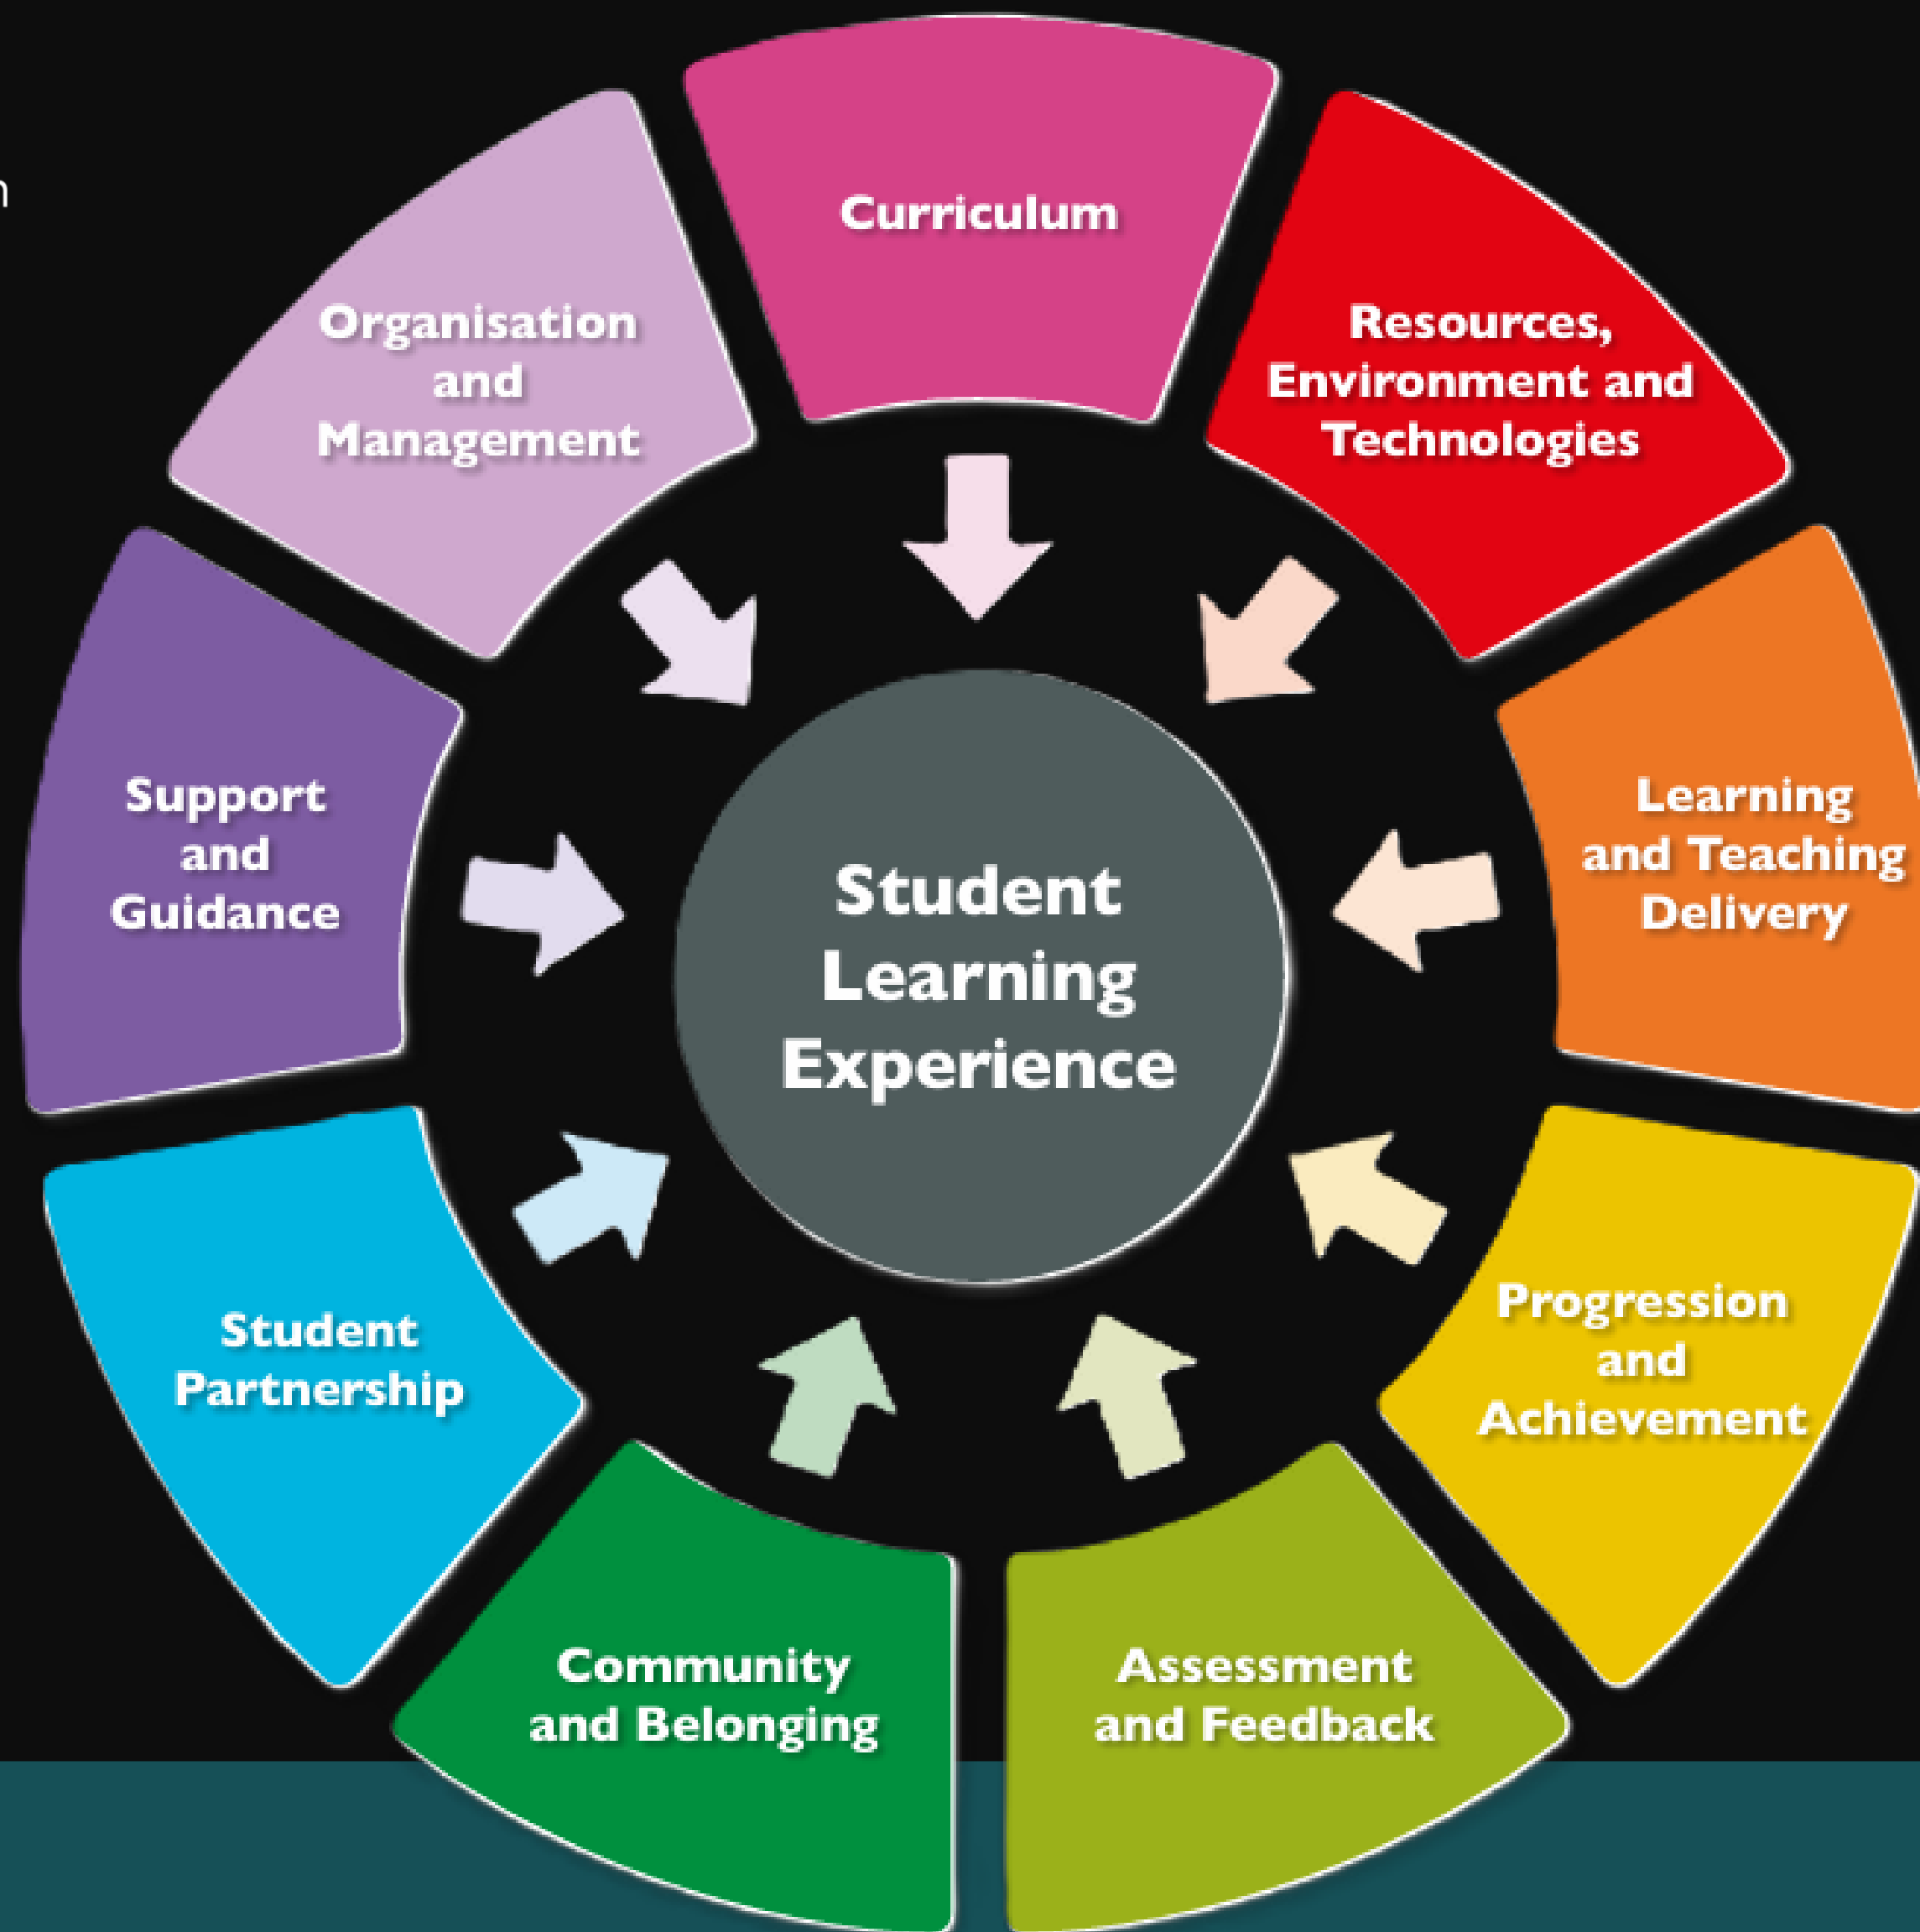 Curriculum
Resources,
Environment and
Technologies
Learning
and Teaching
Delivery
Progression
and
Achievement
Assessment
and Feedback
Community
and Belonging
Student
Partnership
Support
and
Guidance
Organisation
and
Management
Student
Learning
Experience